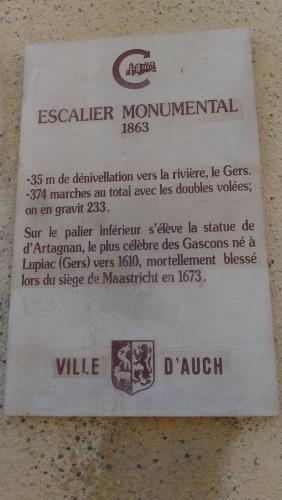 ESCALIER MONUMENTAL
1863
-35 m de dénivellation vers la rivière, le Gers.
-374 marches au total avec les doubles volées;
on en gravit 233.
Sur le palier inférieur s'élève la statue de
d'Artagnan, le plus célèbre des Gascons né à
Lupiac (Gers) vers 1610, mortellement blessé
lors du siège de Maastricht en 1673.
VILLE D'AUCH